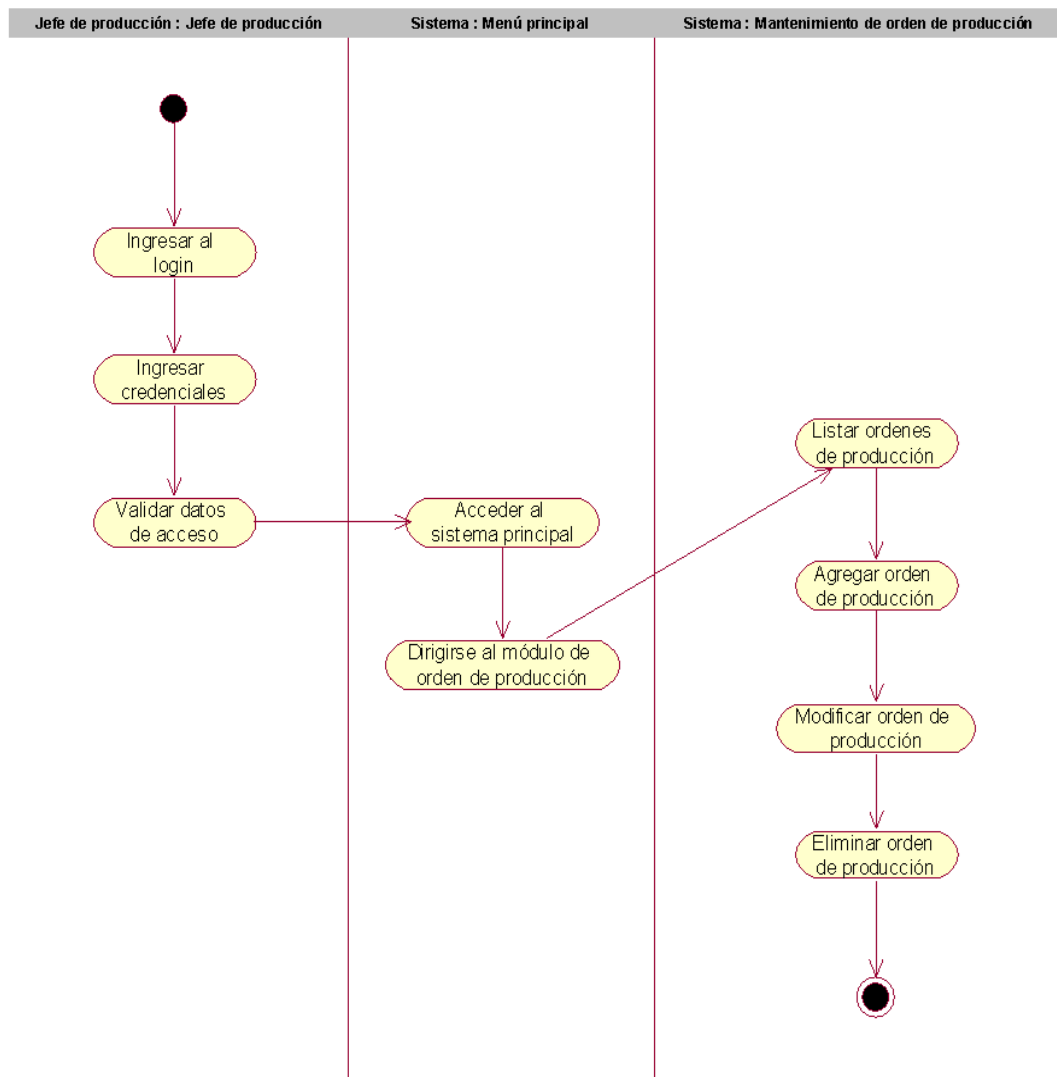 Jefe de producción : Jefe de producción
Sistema : Menú principal
Sistema : Mantenimiento de orden de producción
Ingresar al
login
Ingresar
credenciales
Validar datos
de acceso
Acceder al
sistema principal
Dirigirse al módulo de
orden de producción
Listar ordenes
de producción
Agregar orden
de producción
Modificar orden de
producción
Eliminar orden
de producción